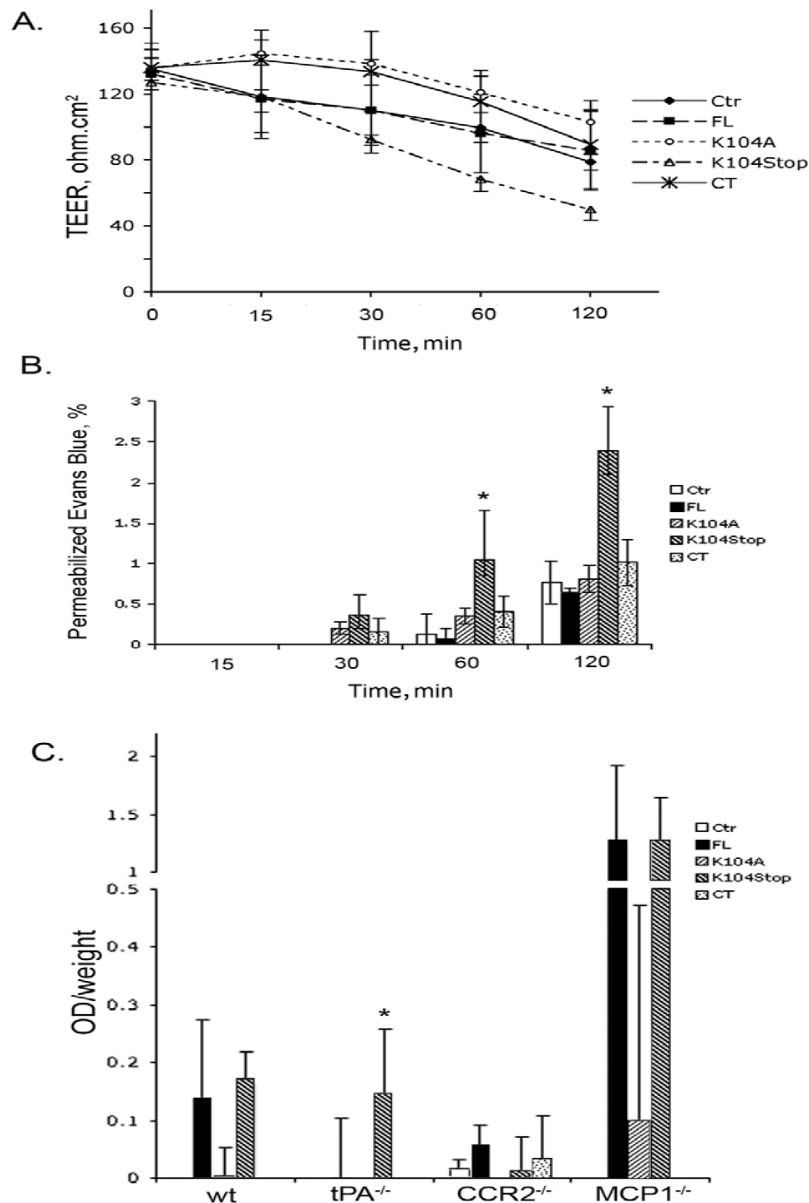 A.
160
120
80
40
0
TEER, ohm.cm²
0 15 30 60 120
Time, min
Ctr
FL
K104A
K104Stop
CT
B.
3
2.5
2
1.5
1
0.5
0
Permeabilized Evans Blue, %
* *
15 30 60 120
Time, min
Ctr
FL
K104A
K104Stop
CT
C.
2
1.5
1
0.5
0.4
0.3
0.2
0.1
0
OD/weight
*
wt tPA-/- CCR2-/- MCP1-/-
Ctr
FL
K104A
K104Stop
CT